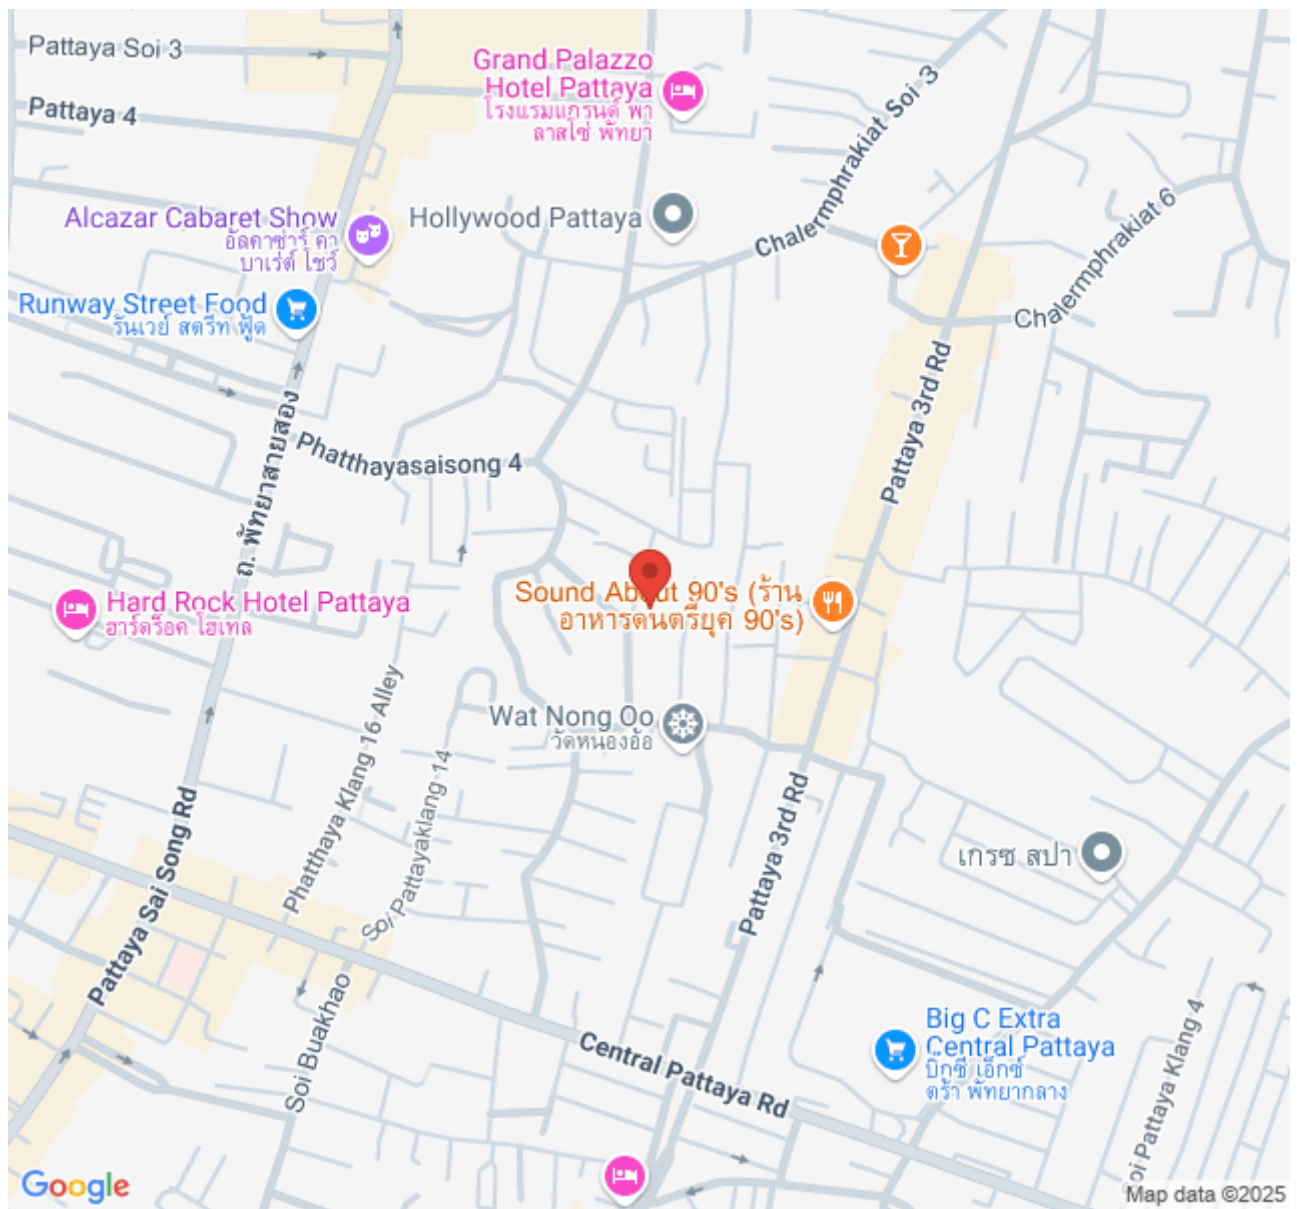 Pattaya Soi 3
Grand Palazzo
Hotel Pattaya
โรงแรมแกรนด์ พา
ลาสโซ่ พัทยา
Pattaya 4
Chalermphrakiat Soi 3
Chalermphrakiat 6
Alcazar Cabaret Show
อัลคาซ่าร์ คา
บาเร่ต์ โชว์
Hollywood Pattaya
Runway Street Food
รันเวย์ สตรีท ฟู้ด
Pattaya 3rd Rd
Phatthayasaisong 4
ถ. พัทยาสายสอง
Hard Rock Hotel Pattaya
ฮาร์ดร็อค โฮเทล
Sound About 90's (ร้าน
อาหารดนตรียุค 90's)
Wat Nong Oo
วัดหนองอ้อ
Phatthaya Klang 16 Alley
Soi Pattayaklang 14
Pattaya Sai Song Rd
Pattaya 3rd Rd
เกรซ สปา
Soi Buakhao
Central Pattaya Rd
Big C Extra
Central Pattaya
บิ๊กซี เอ็กซ์
ตร้า พัทยากลาง
oi Pattaya Klang 4
Google
Map data ©2025